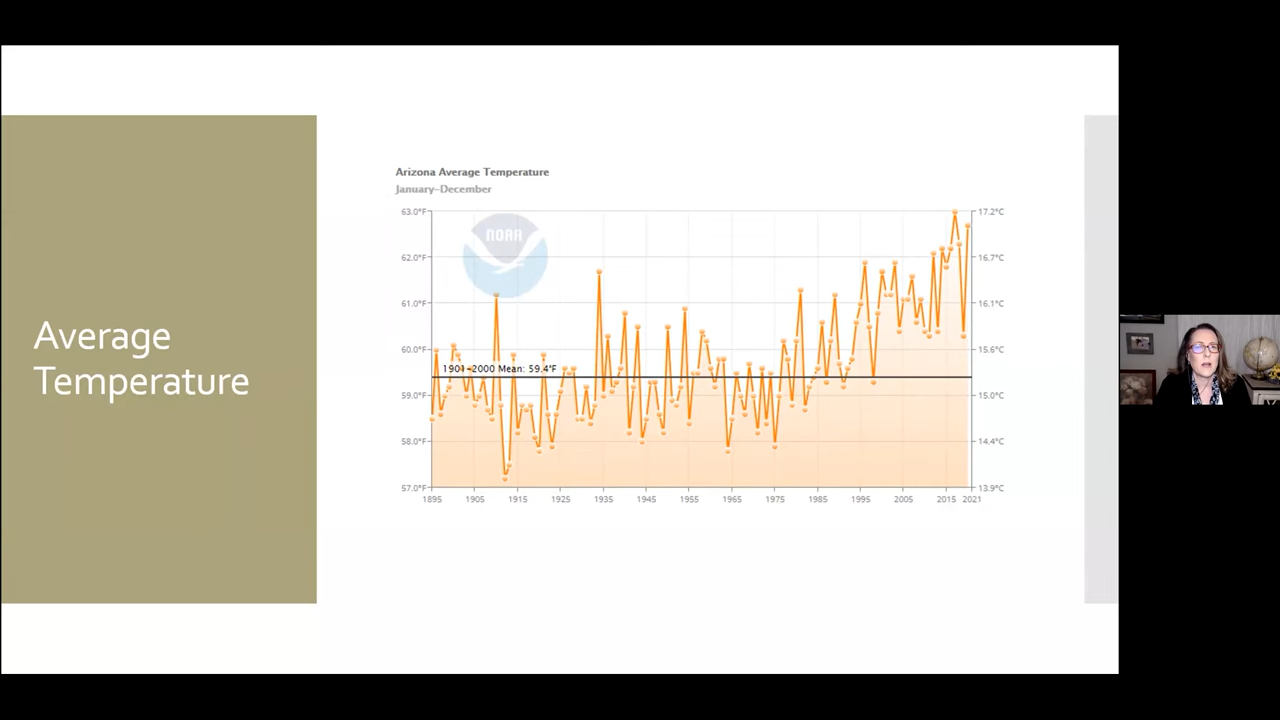 Average
Temperature
Arizona Average Temperature
January–December
NOAA
63.0°F
62.0°F
61.0°F
60.0°F
59.0°F
58.0°F
57.0°F
1901–2000 Mean: 59.4°F
17.2°C
16.7°C
16.1°C
15.6°C
15.0°C
14.4°C
13.9°C
1895 1905 1915 1925 1935 1945 1955 1965 1975 1985 1995 2005 2015 2021